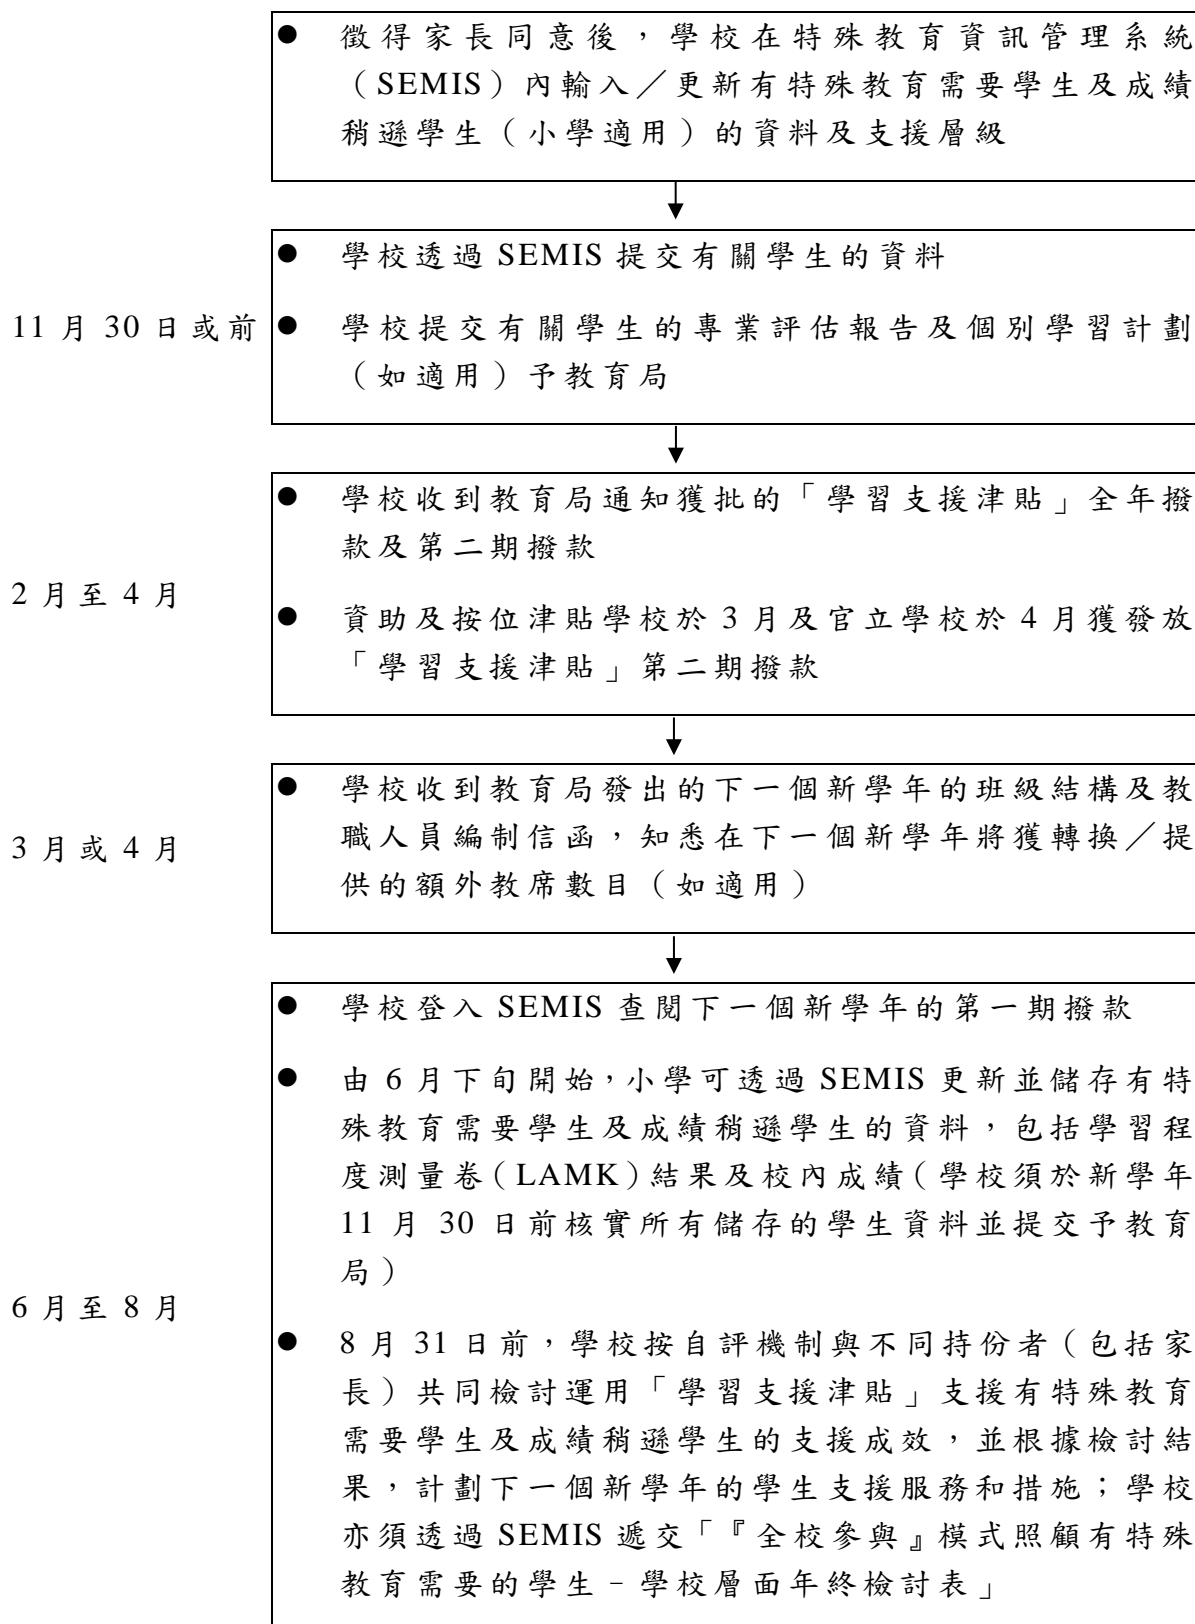 ● 徵得家長同意後，學校在特殊教育資訊管理系統
（SEMIS）內輸入／更新有特殊教育需要學生及成績
稍遜學生（小學適用）的資料及支援層級
11 月 30 日或前
● 學校透過 SEMIS 提交有關學生的資料
● 學校提交有關學生的專業評估報告及個別學習計劃
（如適用）予教育局
2 月至 4 月
● 學校收到教育局通知獲批的「學習支援津貼」全年撥
款及第二期撥款
● 資助及按位津貼學校於 3 月及官立學校於 4 月獲發放
「學習支援津貼」第二期撥款
3 月或 4 月
● 學校收到教育局發出的下一個新學年的班級結構及教
職人員編制信函，知悉在下一個新學年將獲轉換／提
供的額外教席數目（如適用）
6 月至 8 月
● 學校登入 SEMIS 查閱下一個新學年的第一期撥款
● 由 6 月下旬開始，小學可透過 SEMIS 更新並儲存有特
殊教育需要學生及成績稍遜學生的資料，包括學習程
度測量卷（LAMK）結果及校內成績（學校須於新學年
11 月 30 日前核實所有儲存的學生資料並提交予教育
局）
● 8 月 31 日前，學校按自評機制與不同持份者（包括家
長）共同檢討運用「學習支援津貼」支援有特殊教育
需要學生及成績稍遜學生的支援成效，並根據檢討結
果，計劃下一個新學年的學生支援服務和措施；學校
亦須透過 SEMIS 遞交「『全校參與』模式照顧有特殊
教育需要的學生﹣學校層面年終檢討表」